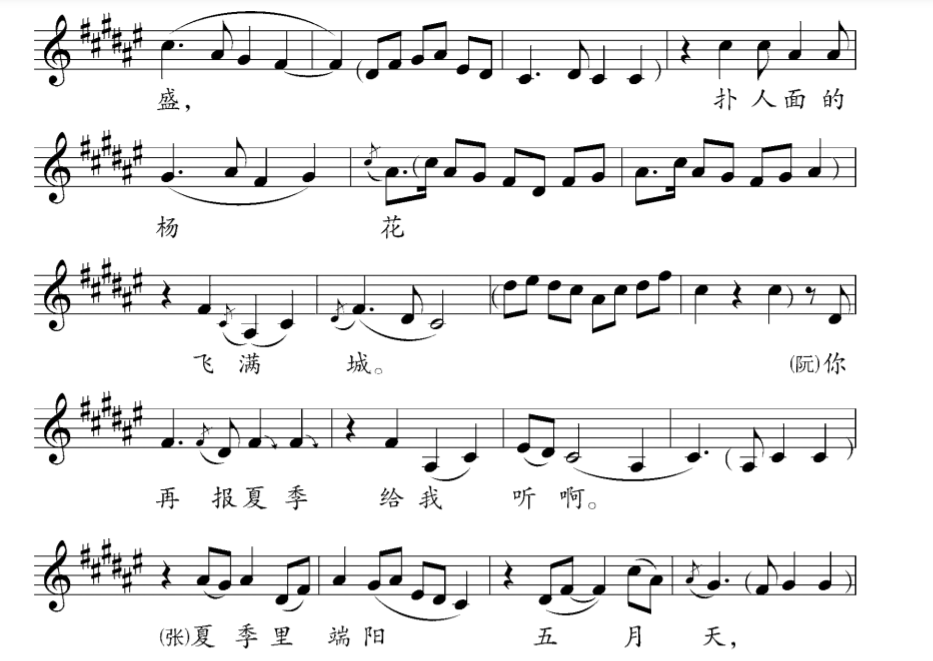 盛， 扑人面的
杨 花
飞 满 城。 (阮)你
再 报夏 季 给 我 听 啊。
(张)夏 季 里 端 阳 五 月 天，